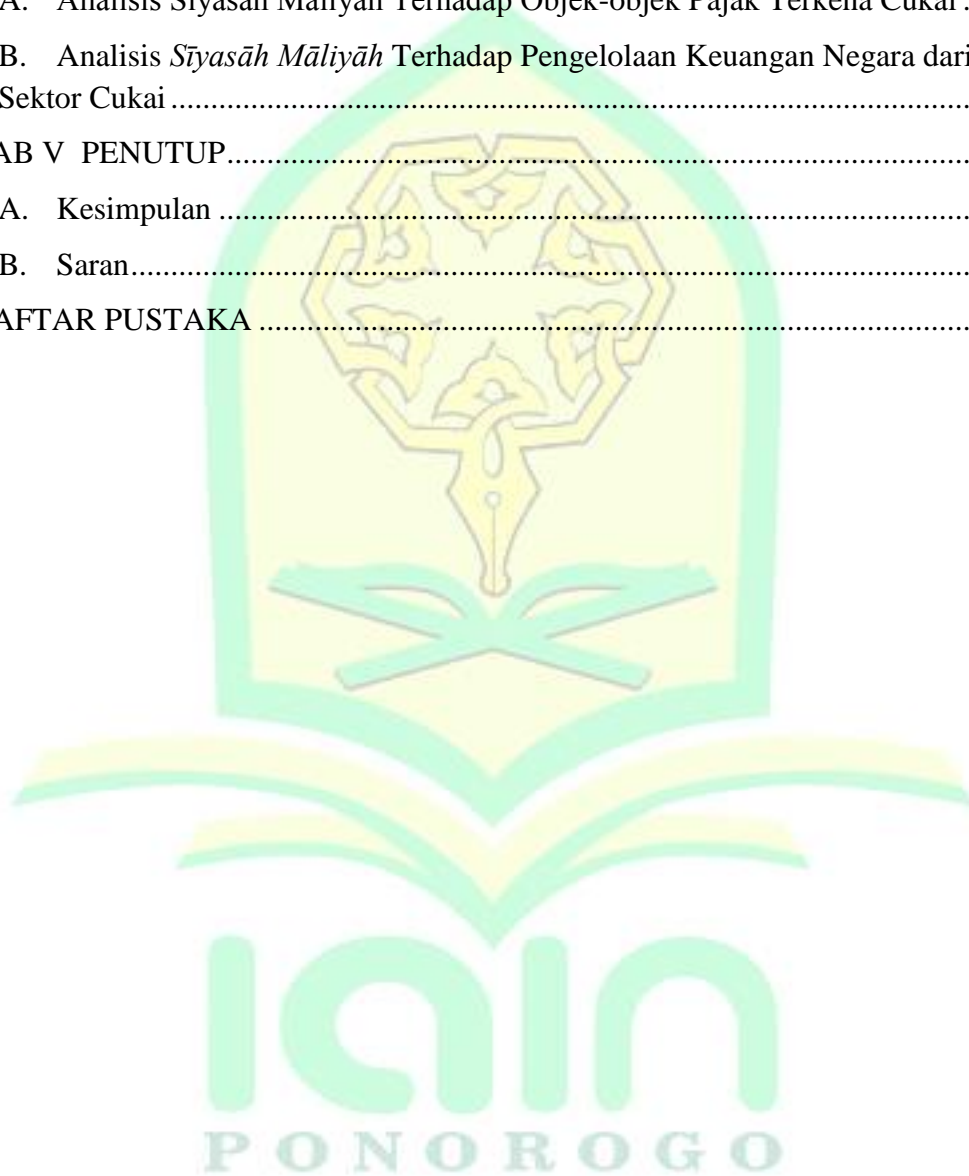 A. Analisis Siyasah Maliyah Terhadap Objek-objek Pajak Terkena Cukai .
B. Analisis Sīyasāh Māliyāh Terhadap Pengelolaan Keuangan Negara dari
Sektor Cukai ..............................................................................................
AB V PENUTUP..........................................................................................
A. Kesimpulan ...........................................................................................
B. Saran......................................................................................................
AFTAR PUSTAKA ......................................................................................
iain
PONOROGO